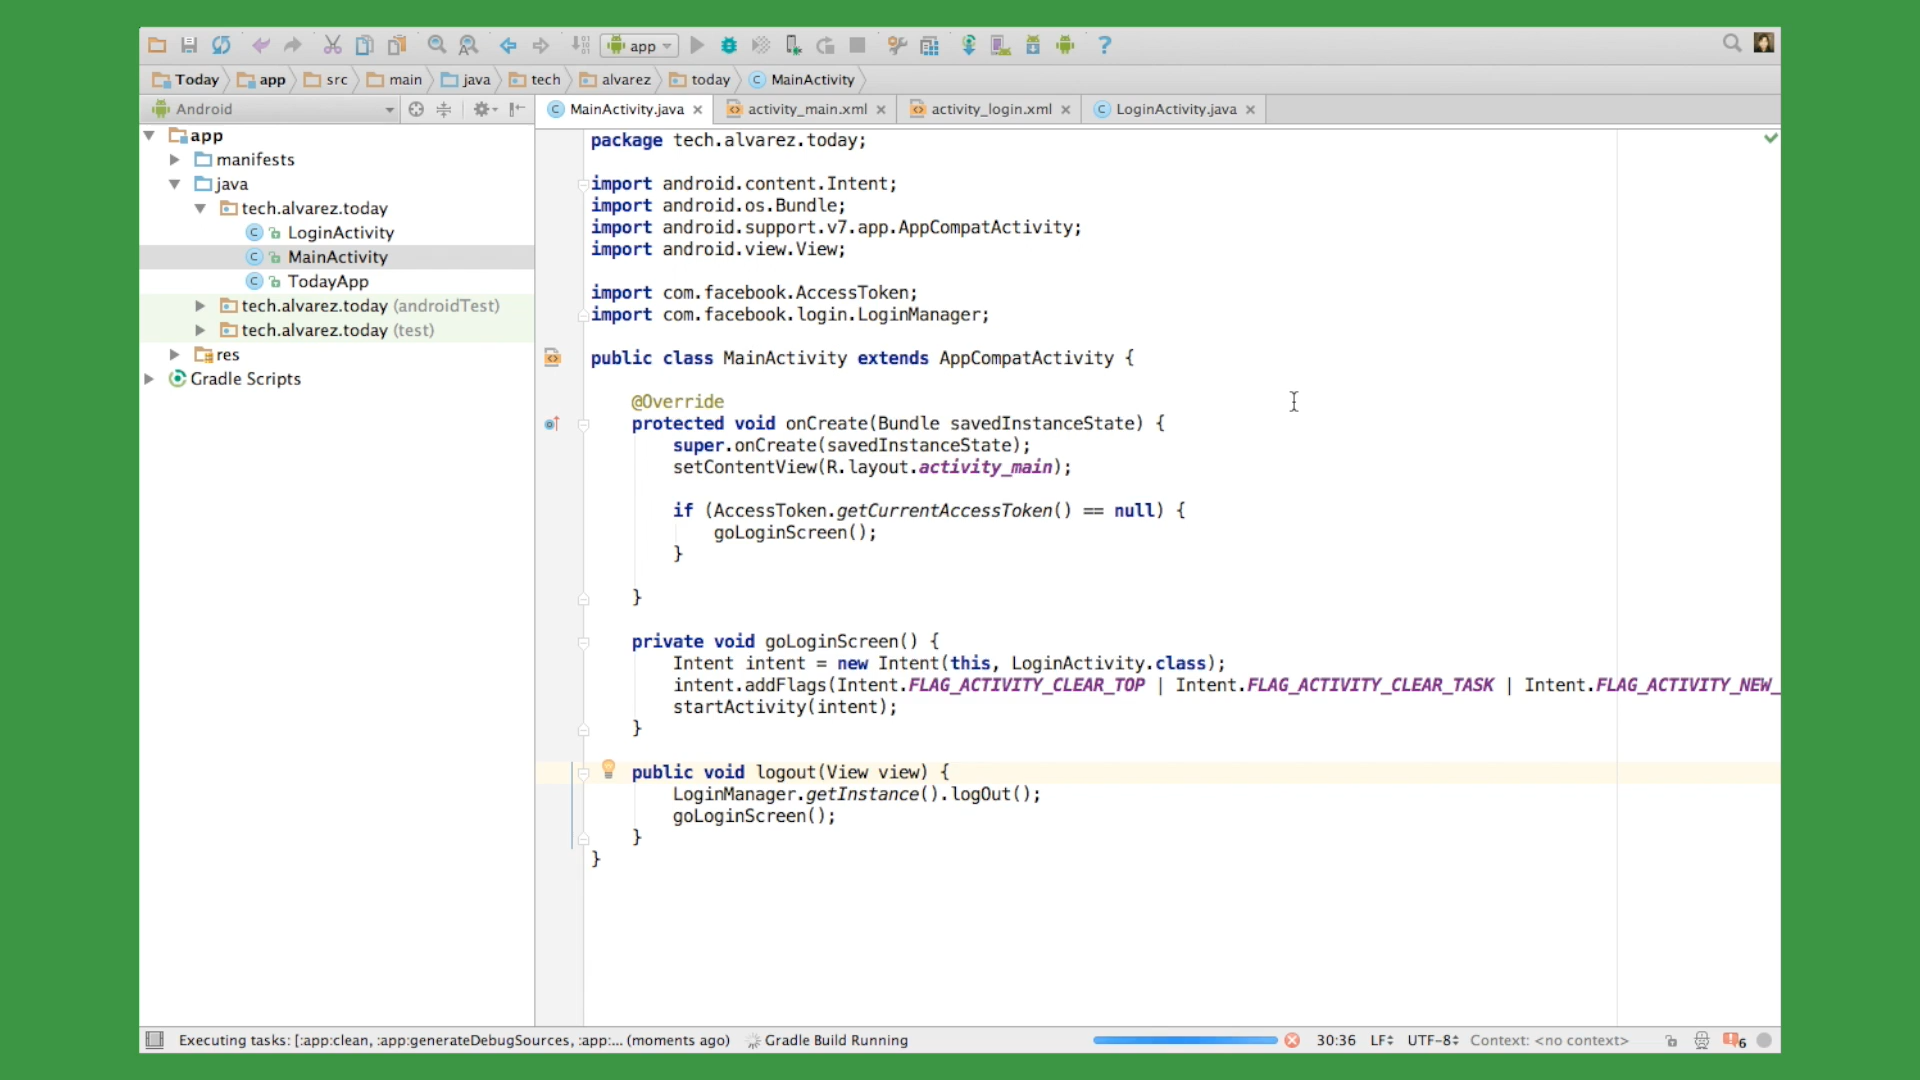 app
Today app src main java tech alvarez today MainActivity
Android
MainActivity.java activity_main.xml activity_login.xml LoginActivity.java
app
manifests
java
tech.alvarez.today
LoginActivity
MainActivity
TodayApp
tech.alvarez.today (androidTest)
tech.alvarez.today (test)
res
Gradle Scripts
package tech.alvarez.today;
import android.content.Intent;
import android.os.Bundle;
import android.support.v7.app.AppCompatActivity;
import android.view.View;
import com.facebook.AccessToken;
import com.facebook.login.LoginManager;
public class MainActivity extends AppCompatActivity {
@Override
protected void onCreate(Bundle savedInstanceState) {
super.onCreate(savedInstanceState);
setContentView(R.layout.activity_main);
if (AccessToken.getCurrentAccessToken() == null) {
goLoginScreen();
}
}
private void goLoginScreen() {
Intent intent = new Intent(this, LoginActivity.class);
intent.addFlags(Intent.FLAG_ACTIVITY_CLEAR_TOP | Intent.FLAG_ACTIVITY_CLEAR_TASK | Intent.FLAG_ACTIVITY_NEW_
startActivity(intent);
}
public void logout(View view) {
LoginManager.getInstance().logOut();
goLoginScreen();
}
}
Executing tasks: [:app:clean, :app:generateDebugSources, :app:... (moments ago) Gradle Build Running 30:36 LF UTF-8 Context: <no context> 6